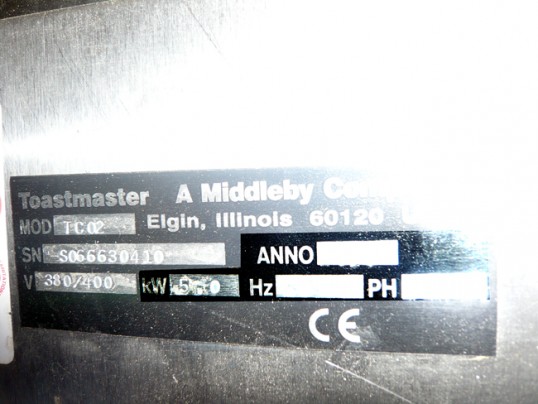 Toastmaster A Middleby
MOD TC02 Elgin, Illinois 60120
SN S066630410 ANNO
V 380/400 kW Hz PH
CE